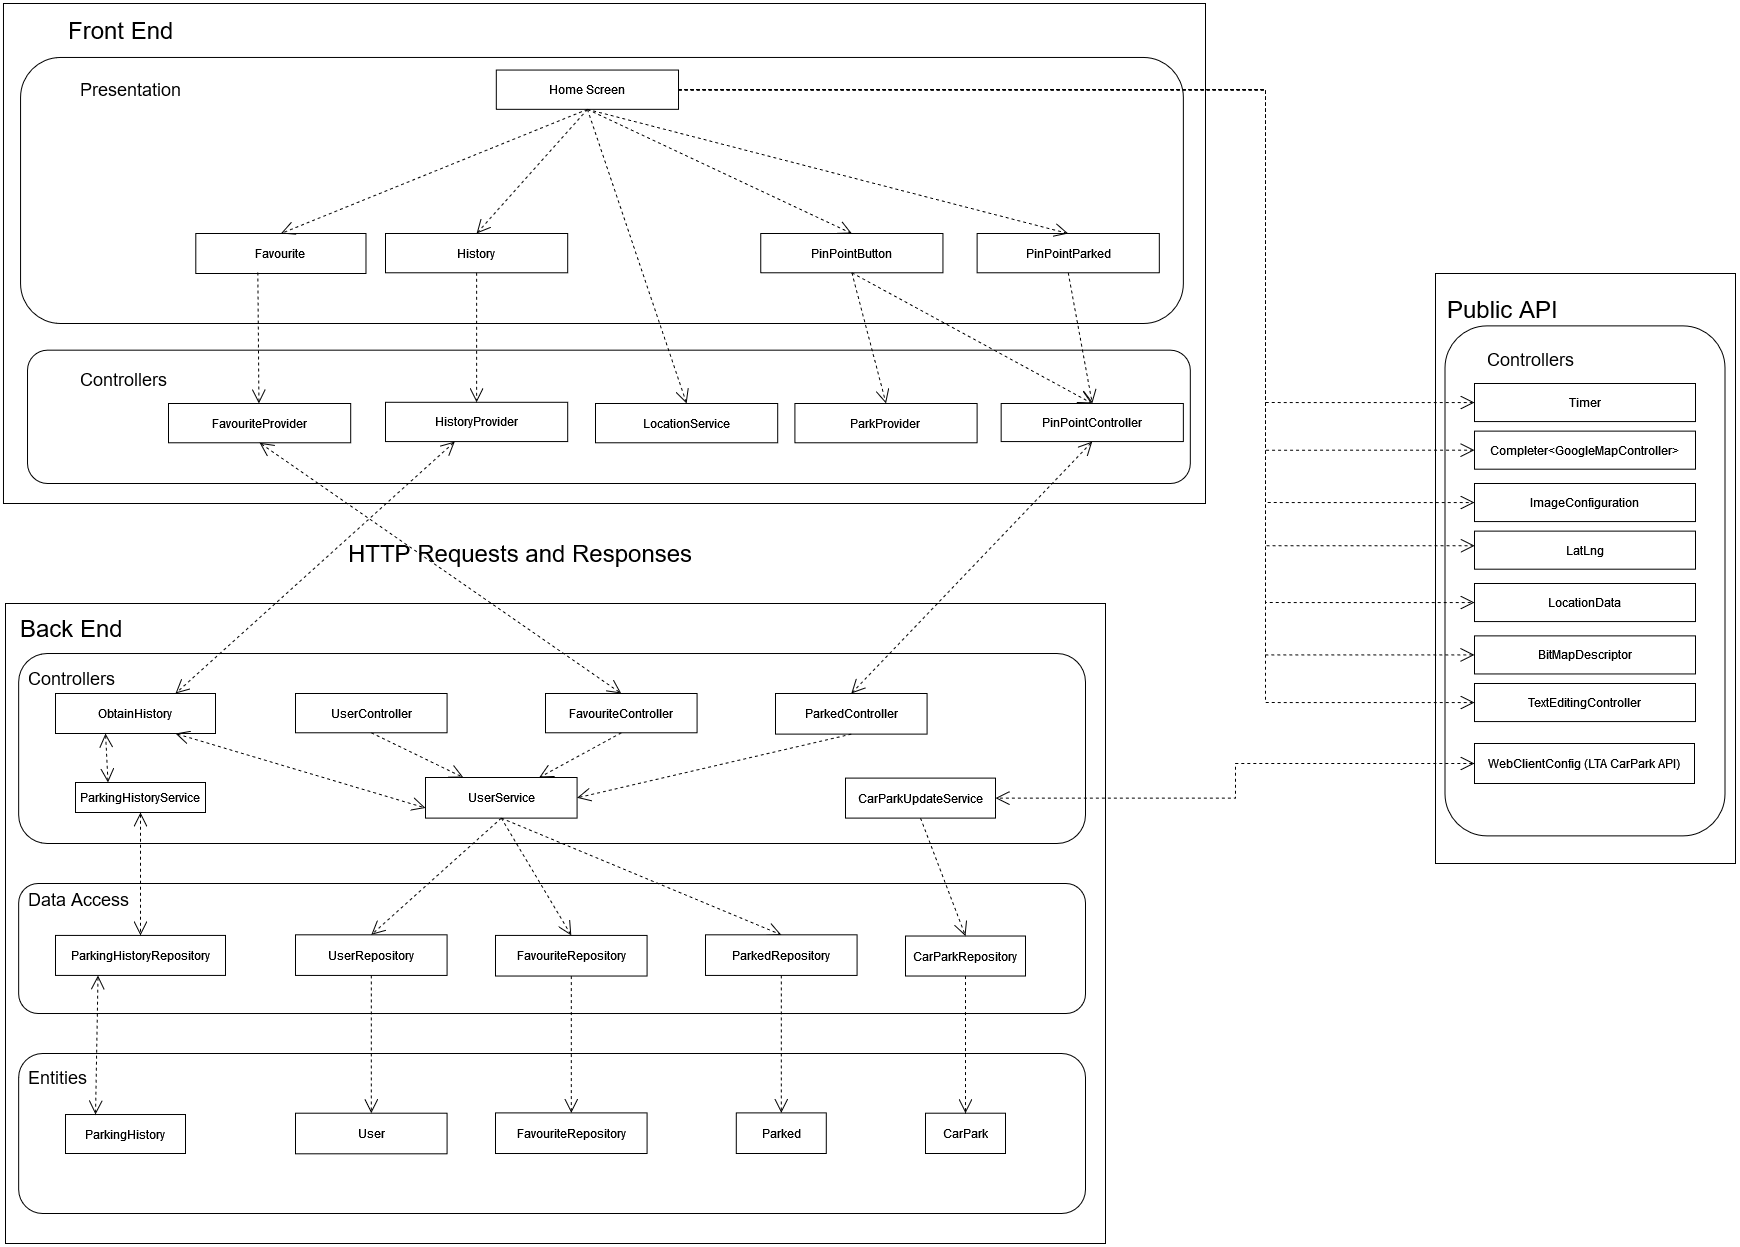 Front End
Presentation
Home Screen
Favourite
History
PinPointButton
PinPointParked
Controllers
FavouriteProvider
HistoryProvider
LocationService
ParkProvider
PinPointController
HTTP Requests and Responses
Back End
Controllers
ObtainHistory
UserController
FavouriteController
ParkedController
ParkingHistoryService
UserService
CarParkUpdateService
Data Access
ParkingHistoryRepository
UserRepository
FavouriteRepository
ParkedRepository
CarParkRepository
Entities
ParkingHistory
User
FavouriteRepository
Parked
CarPark
Public API
Controllers
Timer
Completer<GoogleMapController>
ImageConfiguration
LatLng
LocationData
BitMapDescriptor
TextEditingController
WebClientConfig (LTA CarPark API)